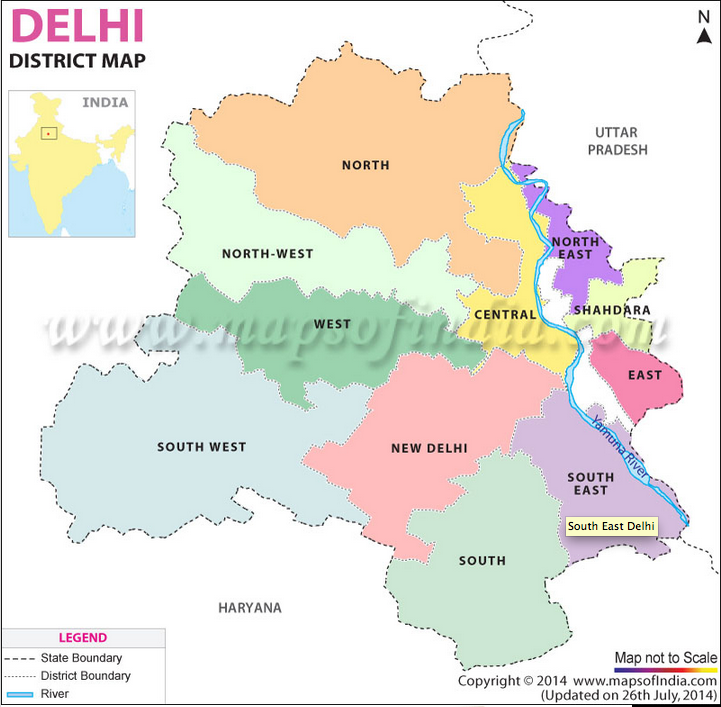 DELHI
DISTRICT MAP
N
INDIA
UTTAR
PRADESH
NORTH
NORTH-WEST
NORTH
EAST
WEST
CENTRAL
SHAHDARA
www.mapsofindia.com
EAST
SOUTH WEST
NEW DELHI
Yamuna River
SOUTH
EAST
South East Delhi
SOUTH
HARYANA
LEGEND
State Boundary
District Boundary
River
Map not to Scale
Copyright © 2014 www.mapsofindia.com
(Updated on 26th July, 2014)